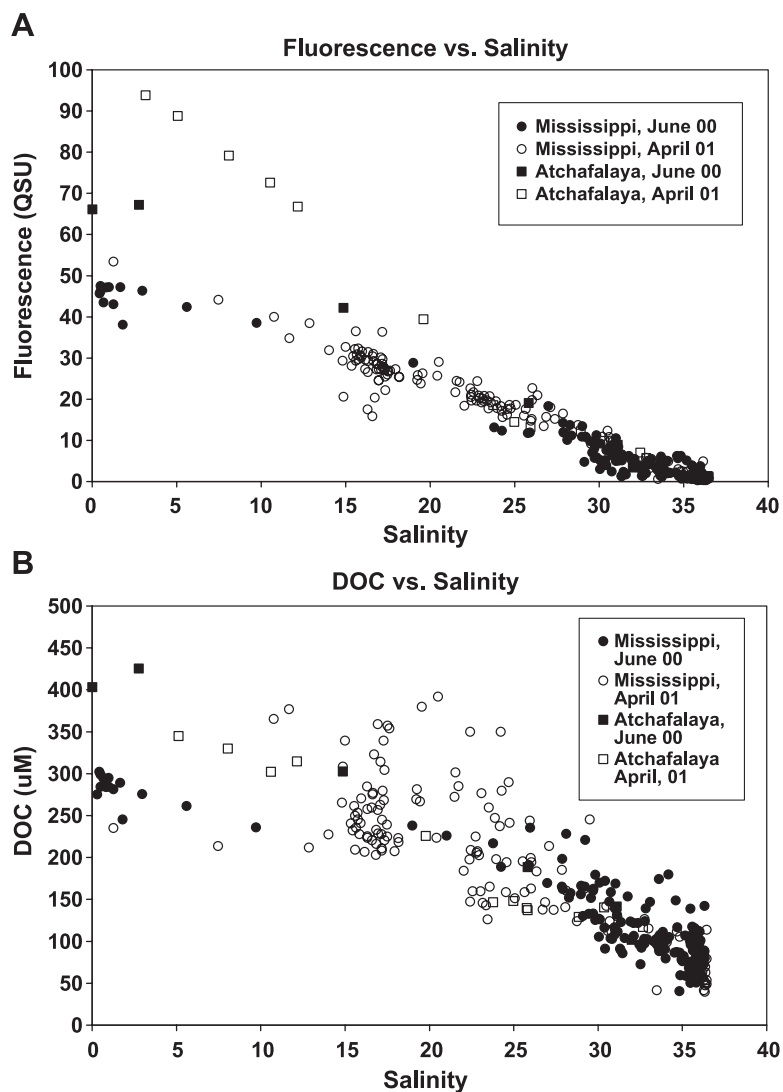 A
Fluorescence vs. Salinity
100
90
80
70
60
50
40
30
20
10
0
Fluorescence (QSU)
Mississippi, June 00
Mississippi, April 01
Atchafalaya, June 00
Atchafalaya, April 01
0 5 10 15 20 25 30 35 40
Salinity
B
DOC vs. Salinity
500
450
400
350
300
250
200
150
100
50
0
DOC (uM)
Mississippi,
June 00
Mississippi,
April 01
Atchafalaya,
June 00
Atchafalaya
April, 01
0 5 10 15 20 25 30 35 40
Salinity